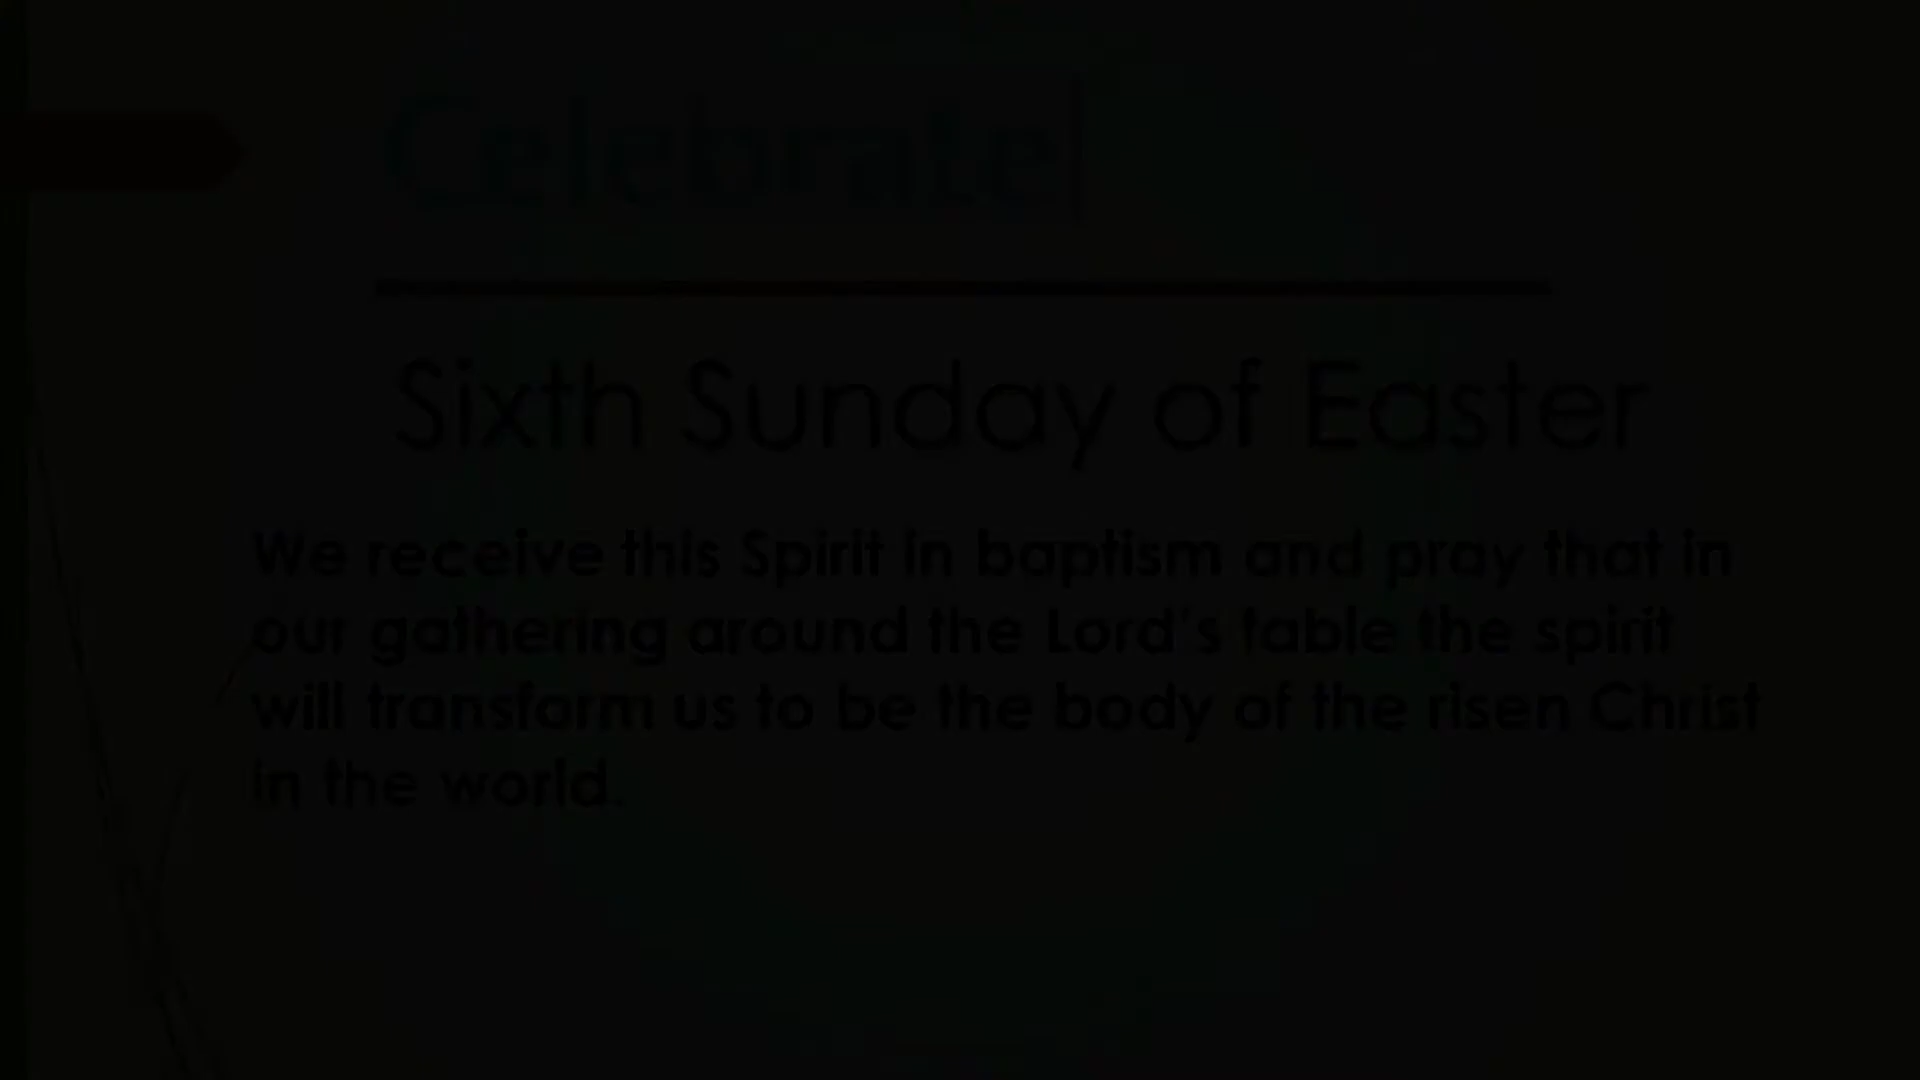 Celebrate
Sixth Sunday of Easter
We receive this Spirit in baptism and pray that in
our gathering around the Lord's table the spirit
will transform us to be the body of the risen Christ
in the world.